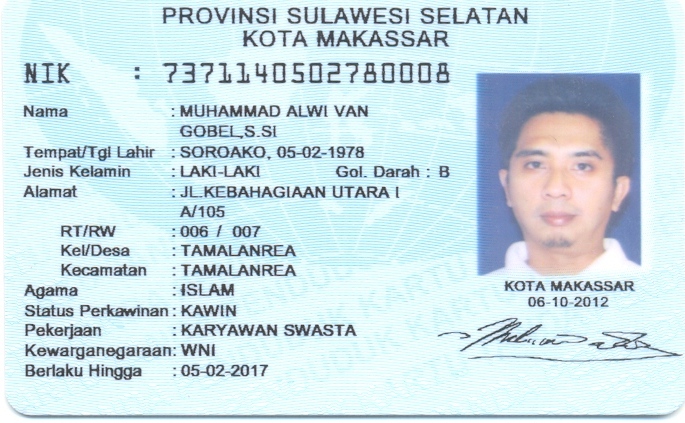 PROVINSI SULAWESI SELATAN
KOTA MAKASSAR
NIK : 7371140502780008
Nama : MUHAMMAD ALWI VAN
GOBEL,S.SI
Tempat/Tgl Lahir : SOROAKO, 05-02-1978
Jenis Kelamin : LAKI-LAKI Gol. Darah : B
Alamat : JL.KEBAHAGIAAN UTARA I
A/105
RT/RW : 006 / 007
Kel/Desa : TAMALANREA
Kecamatan : TAMALANREA
Agama : ISLAM
Status Perkawinan: KAWIN
Pekerjaan : KARYAWAN SWASTA
Kewarganegaraan: WNI
Berlaku Hingga : 05-02-2017
KOTA MAKASSAR
06-10-2012